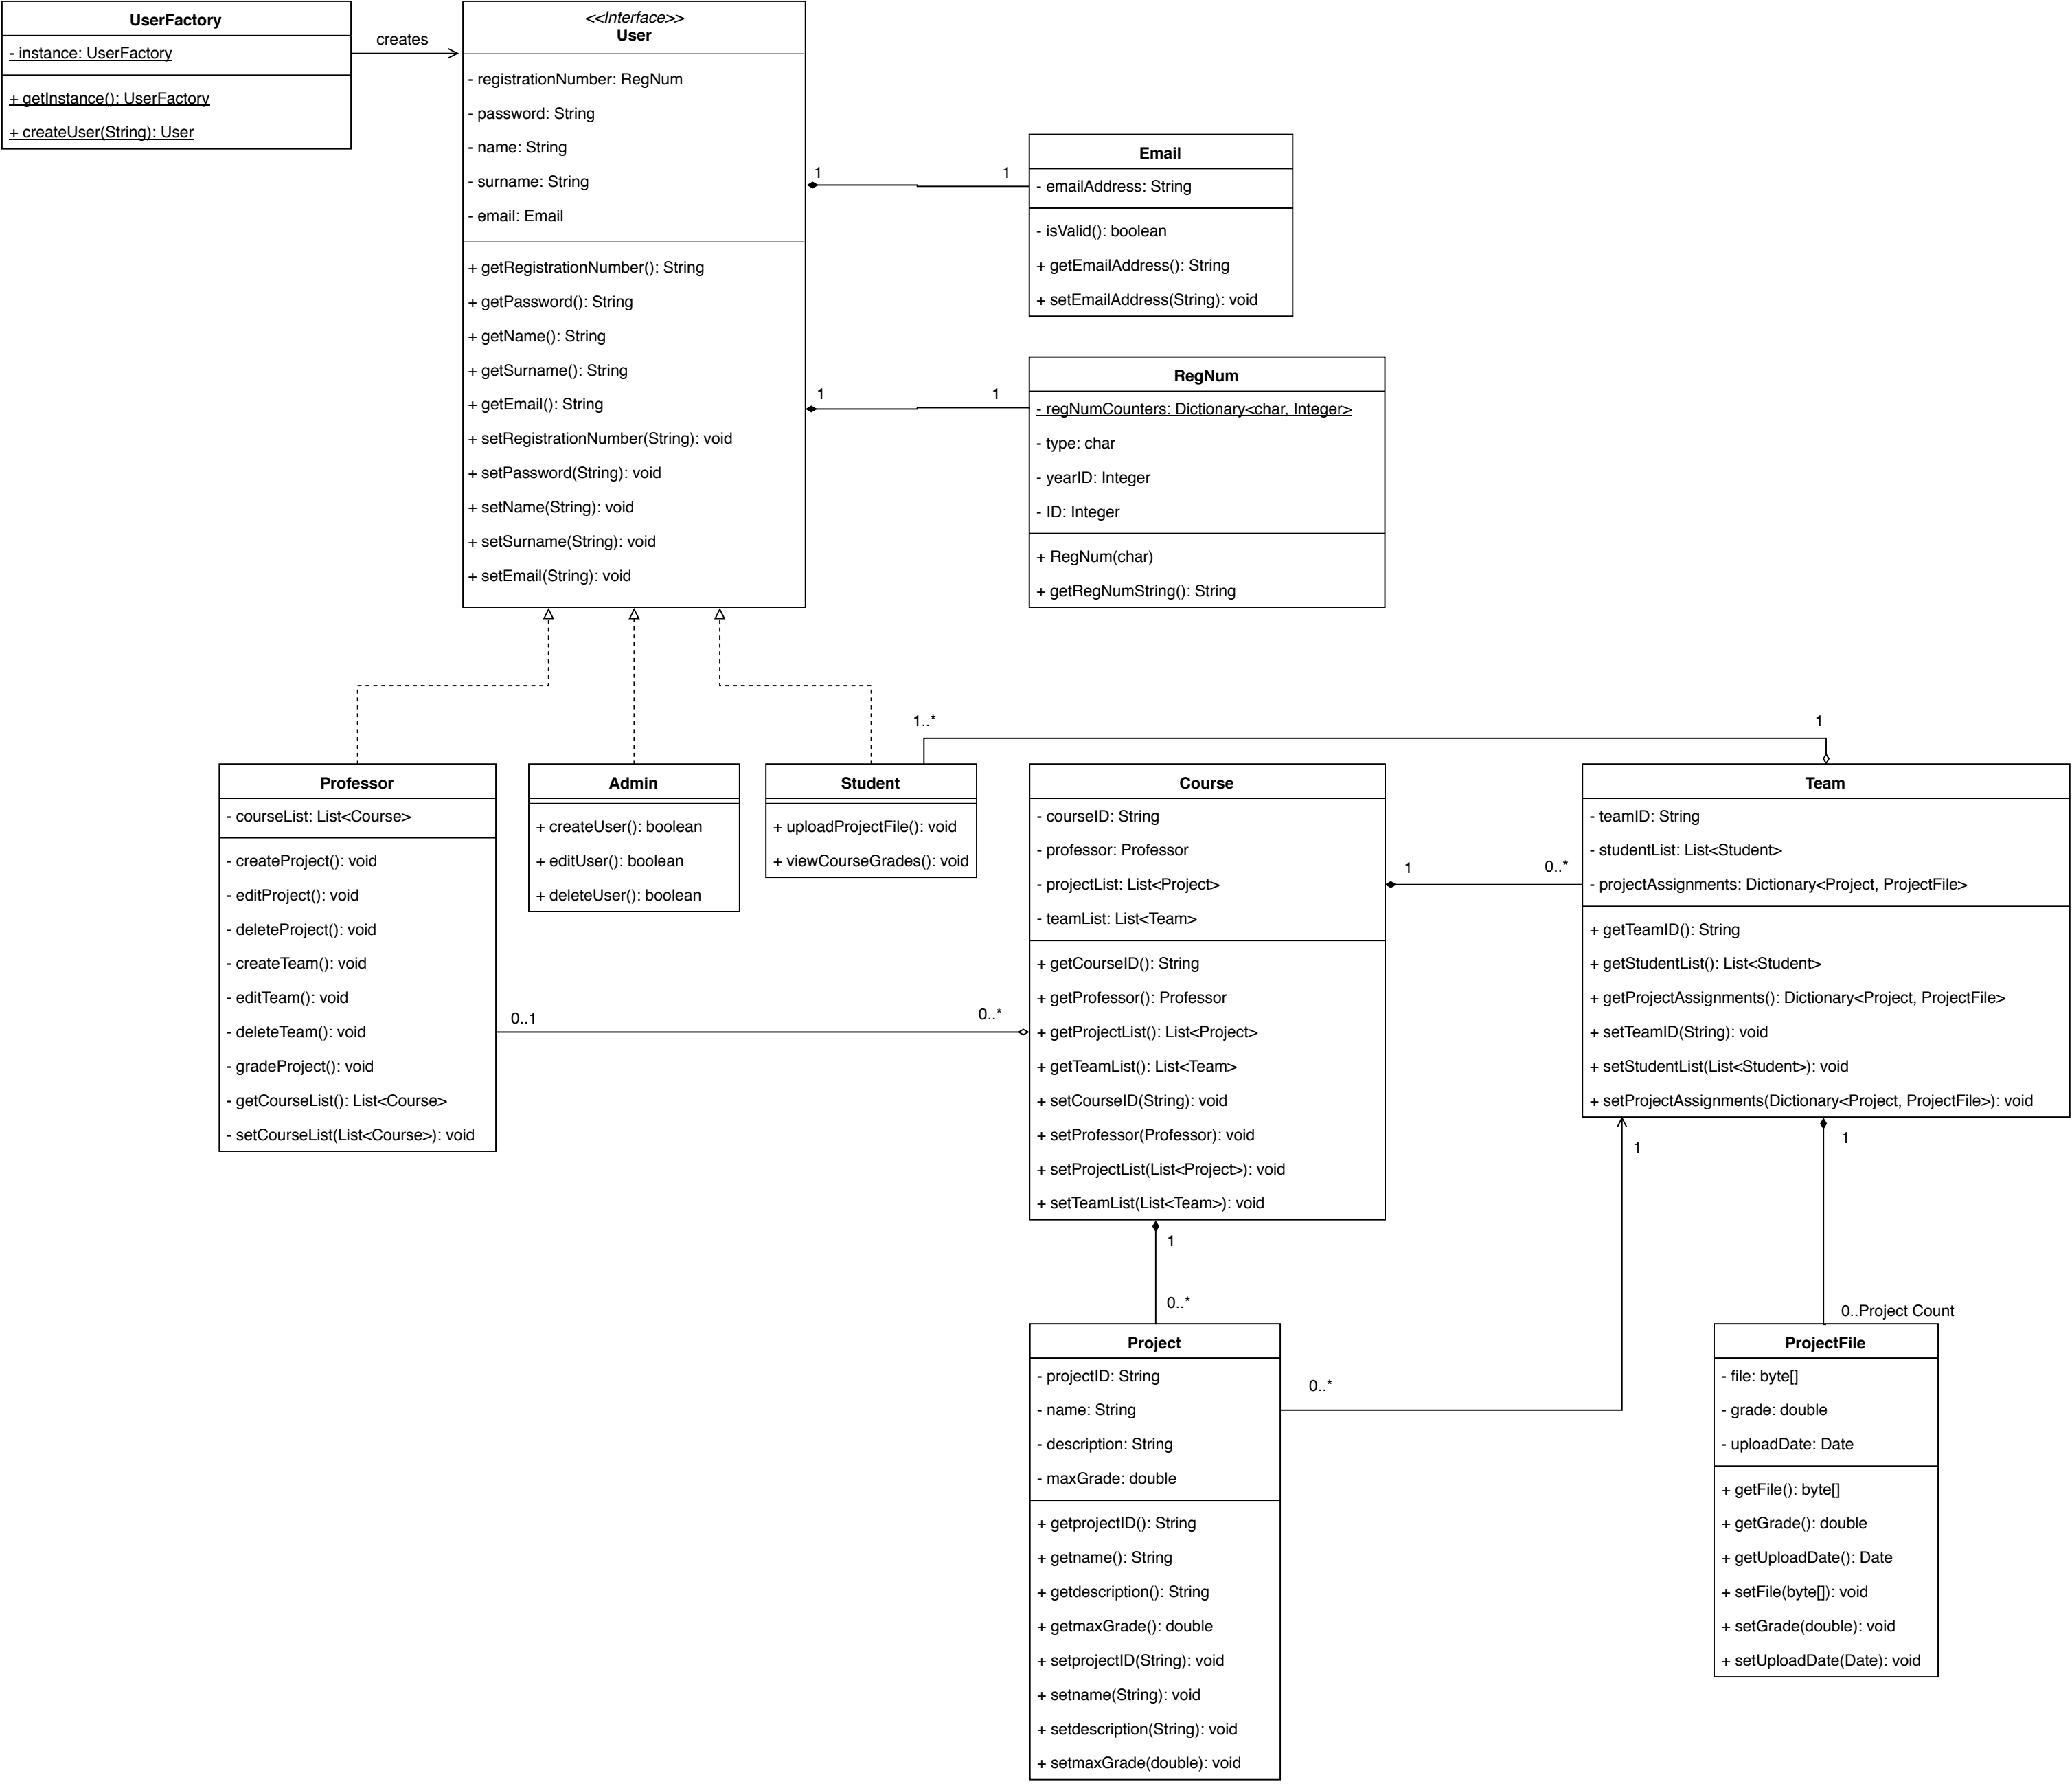 UserFactory
- instance: UserFactory
+ getInstance(): UserFactory
+ createUser(String): User
creates
<<Interface>>
User
- registrationNumber: RegNum
- password: String
- name: String
- surname: String
- email: Email
+ getRegistrationNumber(): String
+ getPassword(): String
+ getName(): String
+ getSurname(): String
+ getEmail(): String
+ setRegistrationNumber(String): void
+ setPassword(String): void
+ setName(String): void
+ setSurname(String): void
+ setEmail(String): void
1
1
Email
- emailAddress: String
- isValid(): boolean
+ getEmailAddress(): String
+ setEmailAddress(String): void
1
1
RegNum
- regNumCounters: Dictionary<char, Integer>
- type: char
- yearID: Integer
- ID: Integer
+ RegNum(char)
+ getRegNumString(): String
1..*
1
Professor
- courseList: List<Course>
- createProject(): void
- editProject(): void
- deleteProject(): void
- createTeam(): void
- editTeam(): void
- deleteTeam(): void
- gradeProject(): void
- getCourseList(): List<Course>
- setCourseList(List<Course>): void
Admin
+ createUser(): boolean
+ editUser(): boolean
+ deleteUser(): boolean
Student
+ uploadProjectFile(): void
+ viewCourseGrades(): void
0..1
0..*
Course
- courseID: String
- professor: Professor
- projectList: List<Project>
- teamList: List<Team>
+ getCourseID(): String
+ getProfessor(): Professor
+ getProjectList(): List<Project>
+ getTeamList(): List<Team>
+ setCourseID(String): void
+ setProfessor(Professor): void
+ setProjectList(List<Project>): void
+ setTeamList(List<Team>): void
1
0..*
Team
- teamID: String
- studentList: List<Student>
- projectAssignments: Dictionary<Project, ProjectFile>
+ getTeamID(): String
+ getStudentList(): List<Student>
+ getProjectAssignments(): Dictionary<Project, ProjectFile>
+ setTeamID(String): void
+ setStudentList(List<Student>): void
+ setProjectAssignments(Dictionary<Project, ProjectFile>): void
1
1
1
0..*
0..Project Count
0..*
Project
- projectID: String
- name: String
- description: String
- maxGrade: double
+ getprojectID(): String
+ getname(): String
+ getdescription(): String
+ getmaxGrade(): double
+ setprojectID(String): void
+ setname(String): void
+ setdescription(String): void
+ setmaxGrade(double): void
ProjectFile
- file: byte[]
- grade: double
- uploadDate: Date
+ getFile(): byte[]
+ getGrade(): double
+ getUploadDate(): Date
+ setFile(byte[]): void
+ setGrade(double): void
+ setUploadDate(Date): void